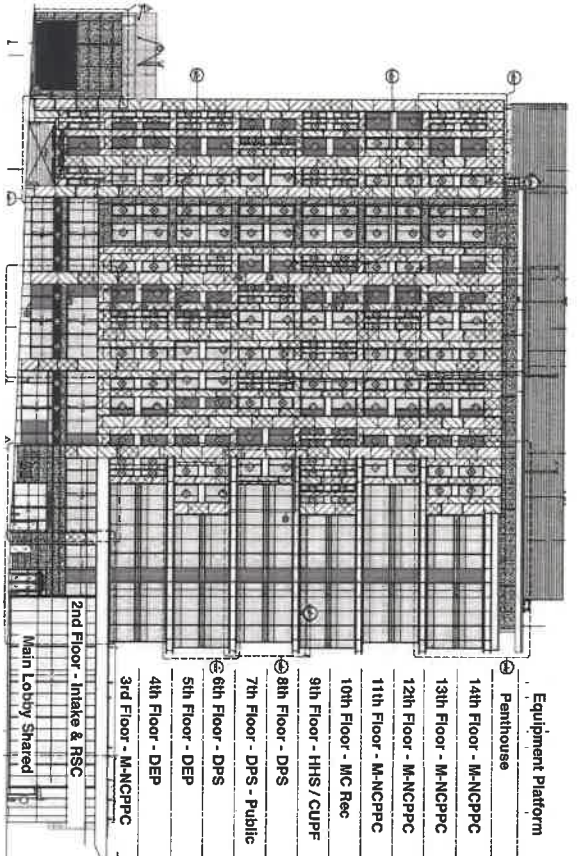 Equipment Platform
Penthouse
14th Floor - M-NCPPC
13th Floor - M-NCPPC
12th Floor - M-NCPPC
11th Floor - M-NCPPC
10th Floor - MC Rec
9th Floor - HHS / CUPF
8th Floor - DPS
7th Floor - DPS - Public
6th Floor - DPS
5th Floor - DEP
4th Floor - DEP
3rd Floor - M-NCPPC
2nd Floor - Intake & RSC
Main Lobby Shared